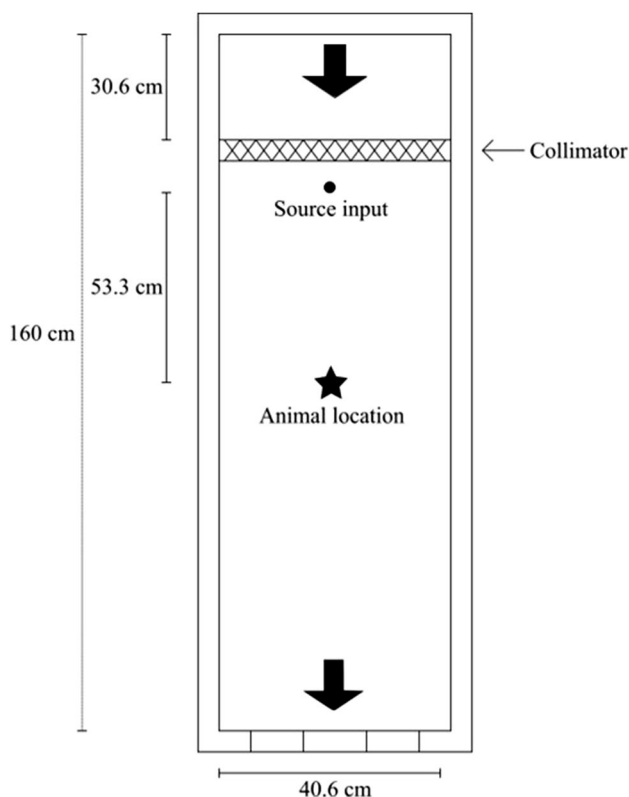 30.6 cm
Collimator
Source input
53.3 cm
160 cm
Animal location
40.6 cm